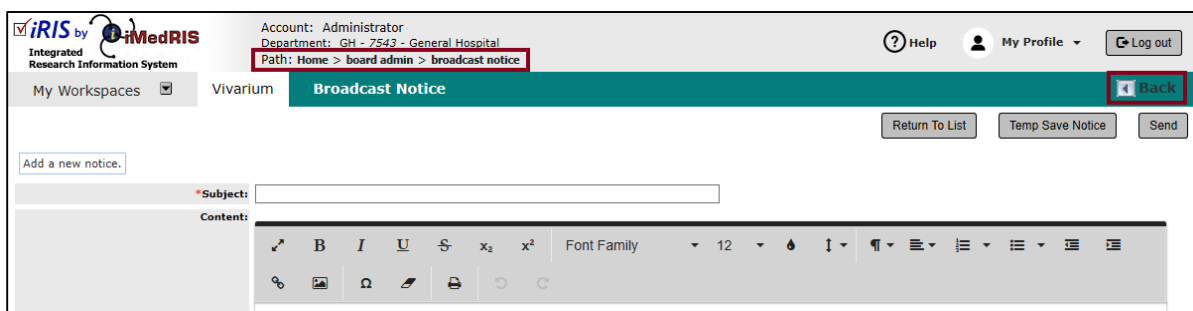 iRIS by iMedRIS
Integrated
Research Information System
Account: Administrator
Department: GH - 7543 - General Hospital
Path: Home > board admin > broadcast notice
? Help
My Profile
Log out
My Workspaces
Vivarium
Broadcast Notice
Back
Return To List
Temp Save Notice
Send
Add a new notice.
*Subject:
Content:
B I U S x₂ x² Font Family 12 ¶
Ω